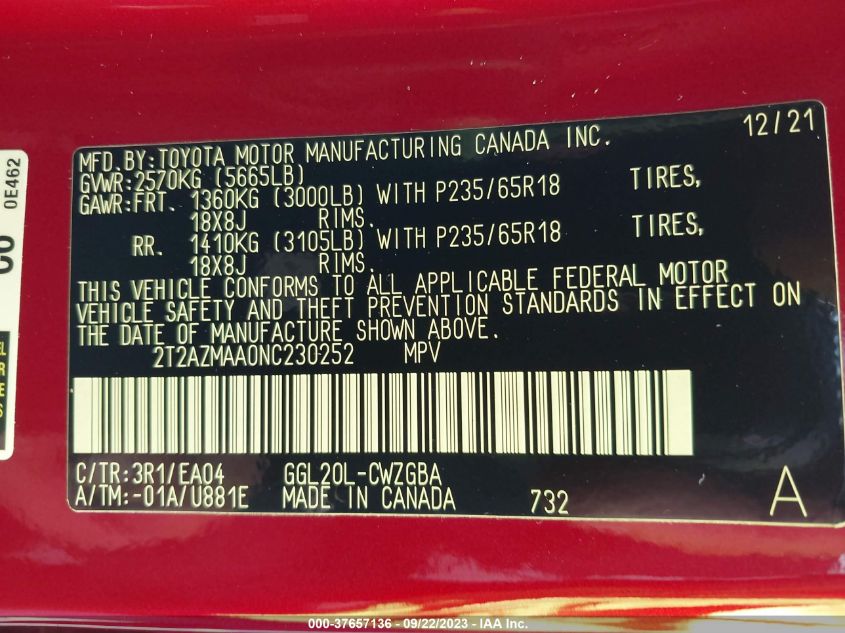 MFD.BY:TOYOTA MOTOR MANUFACTURING CANADA INC. 12/21
GVWR:2570KG (5665LB)
GAWR:FRT. 1360KG (3000LB) WITH P235/65R18 TIRES,
18X8J RIMS.
RR. 1410KG (3105LB) WITH P235/65R18 TIRES,
18X8J RIMS.
THIS VEHICLE CONFORMS TO ALL APPLICABLE FEDERAL MOTOR
VEHICLE SAFETY AND THEFT PREVENTION STANDARDS IN EFFECT ON
THE DATE OF MANUFACTURE SHOWN ABOVE.
2T2AZMAA0NC230252 MPV
C/TR:3R1/EA04 GGL20L-CWZGBA
A/TM:-01A/U881E MADE IN CANADA 732 A
0E462
000-37657136 - 09/22/2023 - IAA Inc.